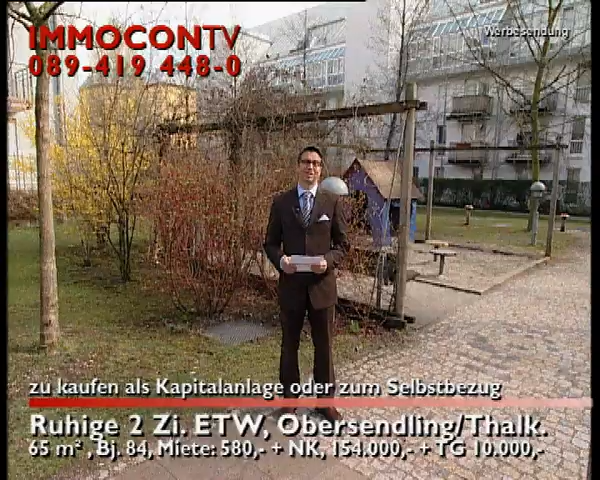 IMMOCONTV
Werbesendung
089-419 448-0
zu kaufen als Kapitalanlage oder zum Selbstbezug
Ruhige 2 Zi. ETW, Obersendling/Thalk.
65 m², Bj. 84, Miete: 580,- + NK, 154.000,- + TG 10.000,-